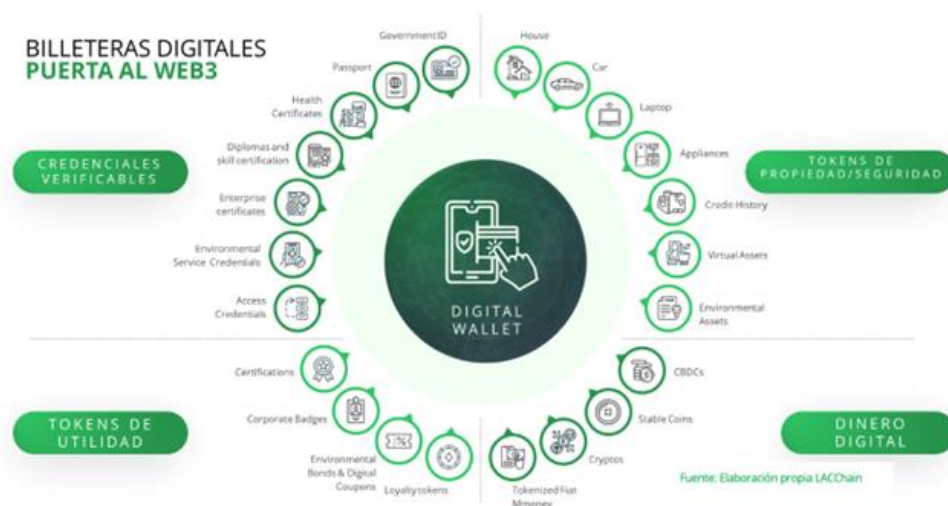 BILLETERAS DIGITALES
PUERTA AL WEB3
CREDENCIALES
VERIFICABLES
GovernmentID
Passport
Health
Certificates
Diplomas and
skill certification
Enterprise
certificates
Environmental
Service Credentials
Access
Credentials
House
Car
Laptop
Appliances
Credit History
Virtual Assets
Environmental
Assets
TOKENS DE
PROPIEDAD/SEGURIDAD
DIGITAL
WALLET
TOKENS DE
UTILIDAD
Certifications
Corporate Badges
Environmental
Bonds & Digital
Coupons
Loyalty tokens
CBDCs
Stable Coins
Cryptos
Tokenized Fiat
Mmoney
DINERO
DIGITAL
Fuente: Elaboración propia LACChain